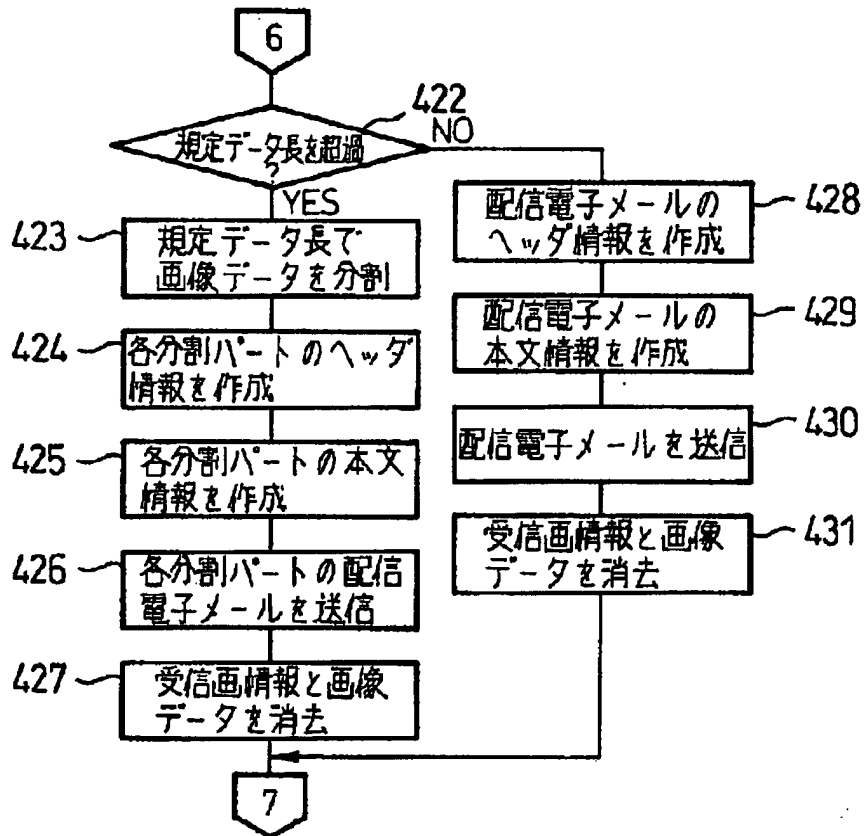 6
422
規定データ長を超過
?
NO
YES
423
規定データ長で
画像データを分割
424
各分割パートのヘッダ
情報を作成
425
各分割パートの本文
情報を作成
426
各分割パートの配信
電子メールを送信
427
受信画情報と画像
データを消去
428
配信電子メールの
ヘッダ情報を作成
429
配信電子メールの
本文情報を作成
430
配信電子メールを送信
431
受信画情報と画像
データを消去
7